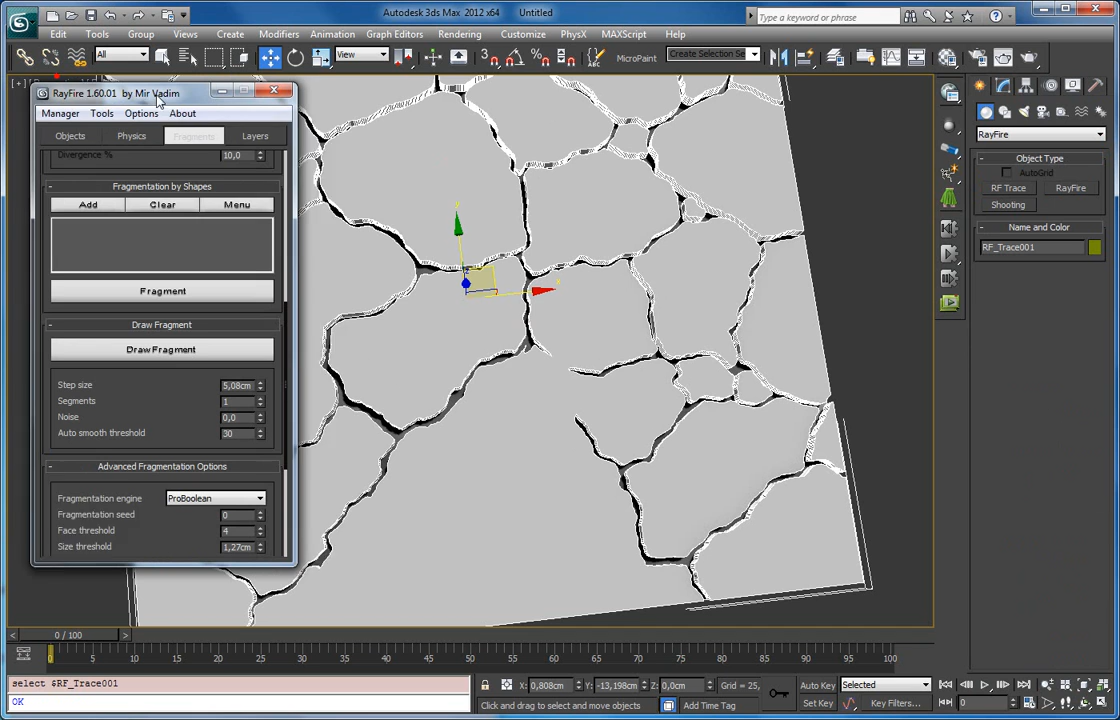 Autodesk 3ds Max 2012 x64 Untitled
Type a keyword or phrase
Edit Tools Group Views Create Modifiers Animation Graph Editors Rendering Customize PhysX MAXScript Help
All View MicroPaint Create Selection Se
RayFire 1.60.01 by Mir Vadim
Manager Tools Options About
Objects Physics Fragments Layers
Divergence % 10,0
- Fragmentation by Shapes
Add Clear Menu
Fragment
- Draw Fragment
Draw Fragment
Step size 5,08cm
Segments 1
Noise 0,0
Auto smooth threshold 30
- Advanced Fragmentation Options
Fragmentation engine ProBoolean
Fragmentation seed 0
Face threshold 4
Size threshold 1,27cm
RayFire
- Object Type
AutoGrid
RF Trace RayFire
Shooting
- Name and Color
RF_Trace001
< 0 / 100 >
0 5 10 15 20 25 30 35 40 45 50 55 60 65 70 75 80 85 90 95 100
select $RF_Trace001
OK
X: 0,808cm Y: -13,198cm Z: 0,0cm Grid = 25,
Click and drag to select and move objects Add Time Tag
Auto Key Selected
Set Key Key Filters...
0